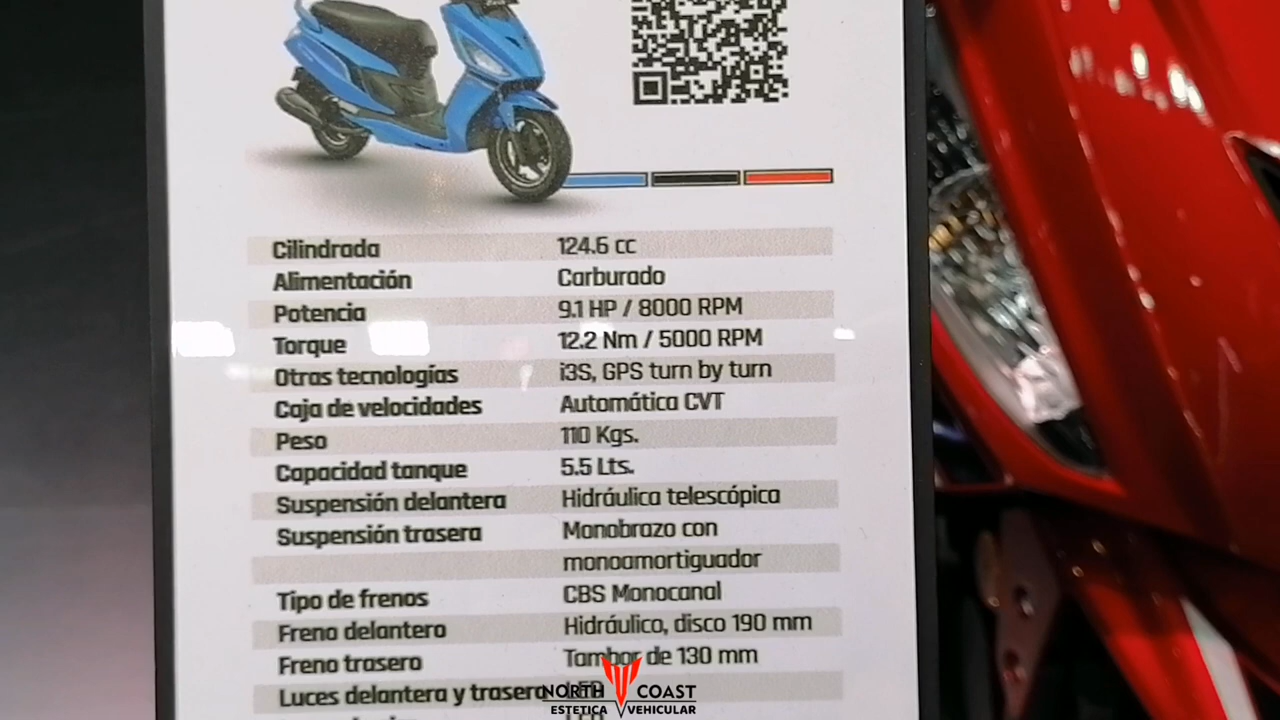 Cilindrada 124.6 cc
Alimentación Carburado
Potencia 9.1 HP / 8000 RPM
Torque 12.2 Nm / 5000 RPM
Otras tecnologías i3S, GPS turn by turn
Caja de velocidades Automática CVT
Peso 110 Kgs.
Capacidad tanque 5.5 Lts.
Suspensión delantera Hidráulica telescópica
Suspensión trasera Monobrazo con
monoamortiguador
Tipo de frenos CBS Monocanal
Freno delantero Hidráulico, disco 190 mm
Freno trasero Tambor de 130 mm
Luces delantera y trasera LED
NORTH COAST
ESTETICA VEHICULAR